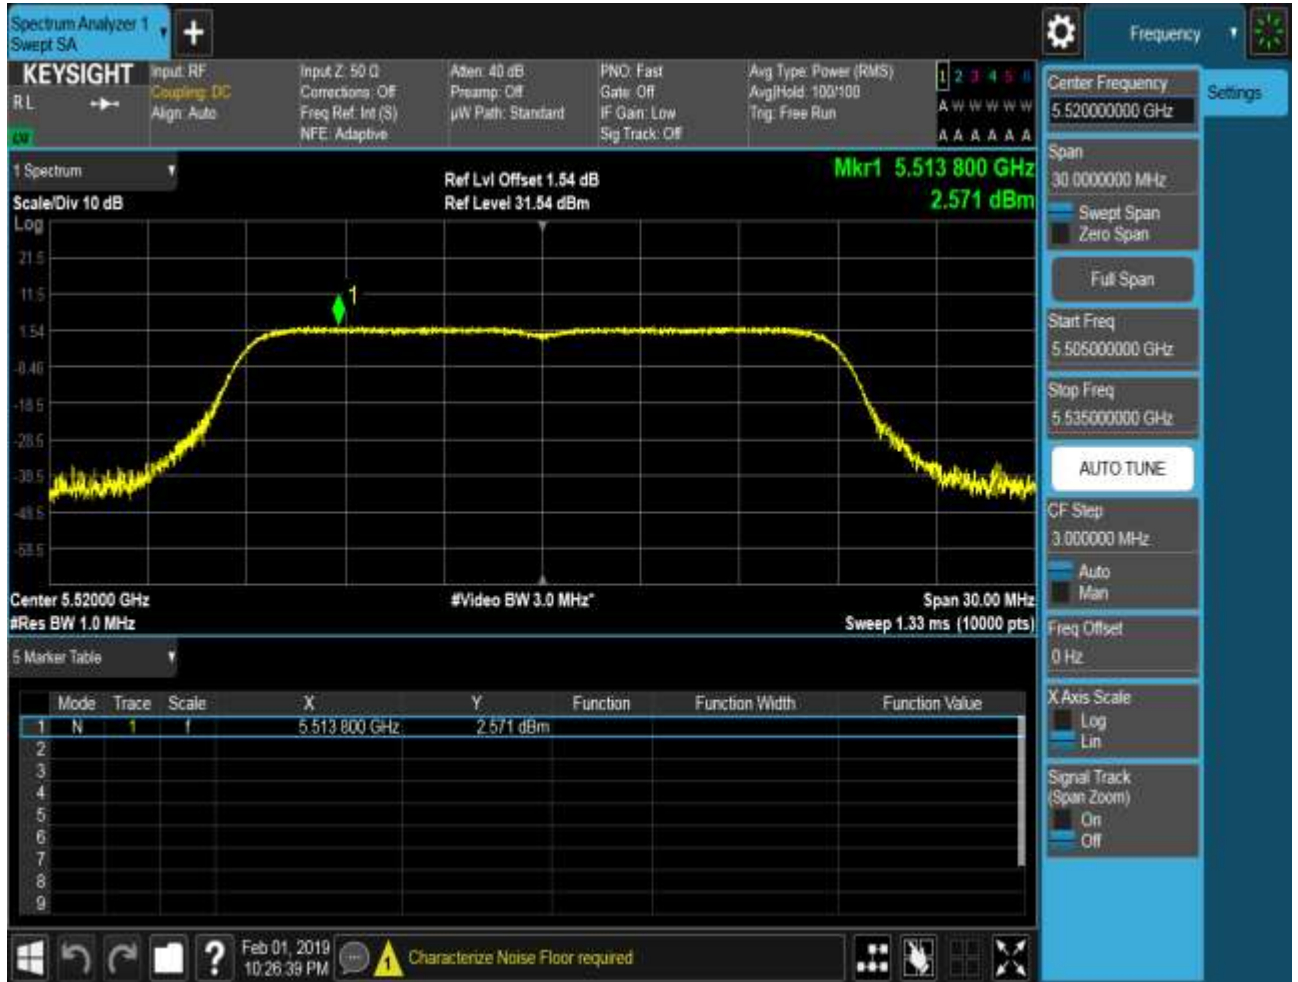 Spectrum Analyzer 1
Swept SA
Frequency
KEYSIGHT
R L
Input: RF
Coupling: DC
Align: Auto
Input Z: 50 Ω
Corrections: Off
Freq Ref: Int (S)
NFE: Adaptive
Atten: 40 dB
Preamp: Off
µW Path: Standard
PNO: Fast
Gate: Off
IF Gain: Low
Sig Track: Off
Avg Type: Power (RMS)
Avg|Hold: 100/100
Trig: Free Run
1 2 3 4 5 6
A W W W W W
A A A A A A
1 Spectrum
Scale/Div 10 dB
Ref Lvl Offset 1.54 dB
Ref Level 31.54 dBm
Mkr1 5.513 800 GHz
2.571 dBm
Log
21.5
11.5
1.54
-8.46
-18.5
-28.5
-38.5
-48.5
-58.5
1
Center 5.52000 GHz
#Res BW 1.0 MHz
#Video BW 3.0 MHz*
Span 30.00 MHz
Sweep 1.33 ms (10000 pts)
5 Marker Table
Mode Trace Scale X Y Function Function Width Function Value
1 N 1 f 5.513 800 GHz 2.571 dBm
2
3
4
5
6
7
8
9
Center Frequency
5.520000000 GHz
Settings
Span
30.0000000 MHz
Swept Span
Zero Span
Full Span
Start Freq
5.505000000 GHz
Stop Freq
5.535000000 GHz
AUTO TUNE
CF Step
3.000000 MHz
Auto
Man
Freq Offset
0 Hz
X Axis Scale
Log
Lin
Signal Track
(Span Zoom)
On
Off
?
Feb 01, 2019
10:26:39 PM
1
Characterize Noise Floor required